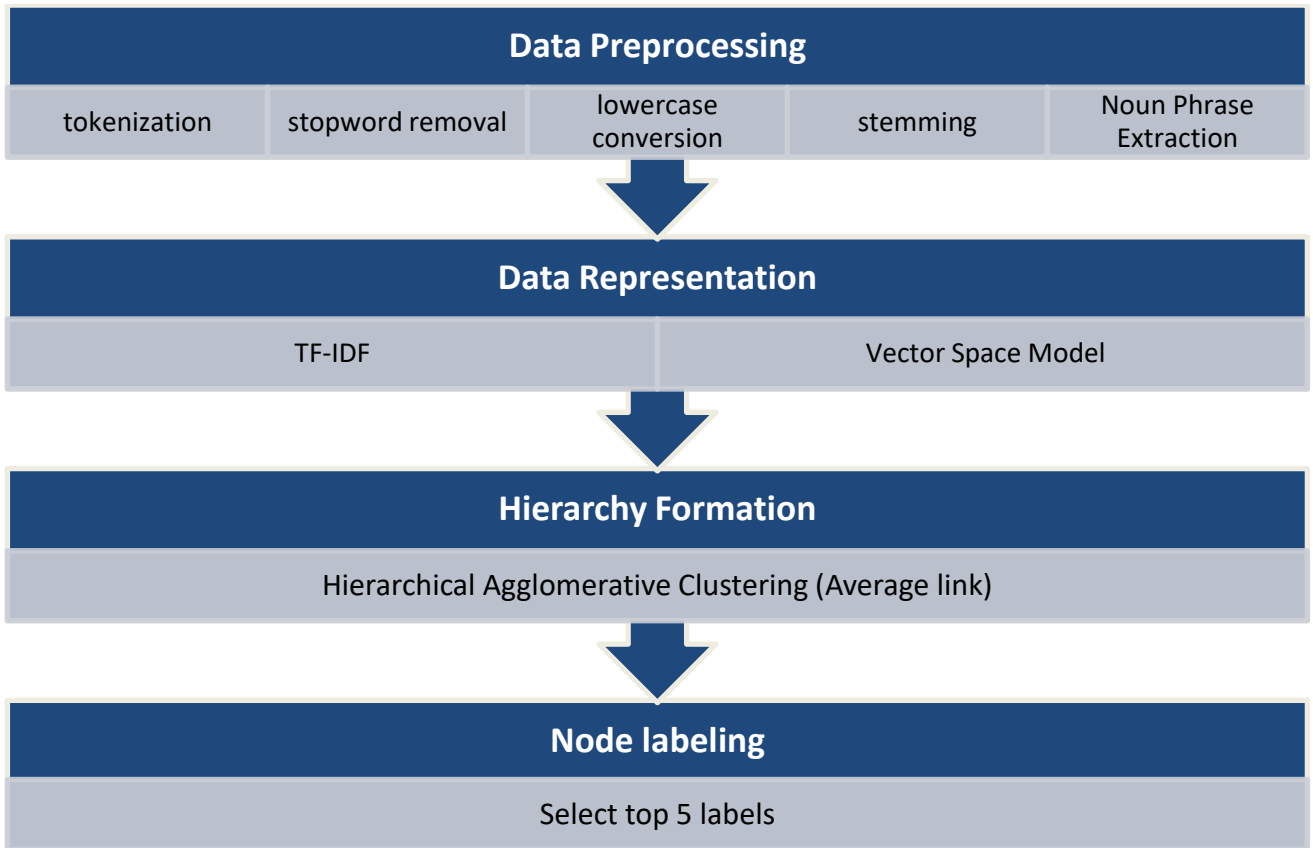 Data Preprocessing
tokenization
stopword removal
lowercase
conversion
stemming
Noun Phrase
Extraction
Data Representation
TF-IDF
Vector Space Model
Hierarchy Formation
Hierarchical Agglomerative Clustering (Average link)
Node labeling
Select top 5 labels